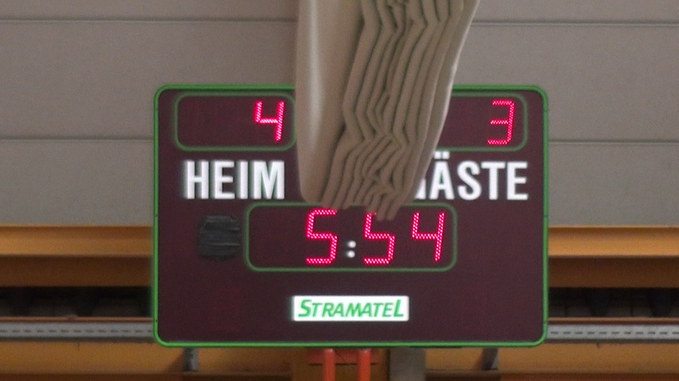 4 3
HEIM ÄSTE
5:54
STRAMATEL